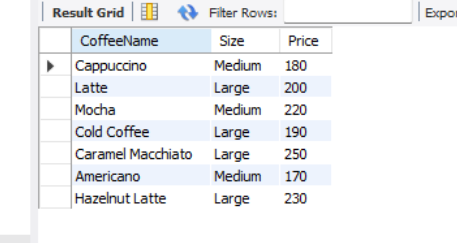 Result Grid Filter Rows: Expor
CoffeeName Size Price
Cappuccino Medium 180
Latte Large 200
Mocha Medium 220
Cold Coffee Large 190
Caramel Macchiato Large 250
Americano Medium 170
Hazelnut Latte Large 230